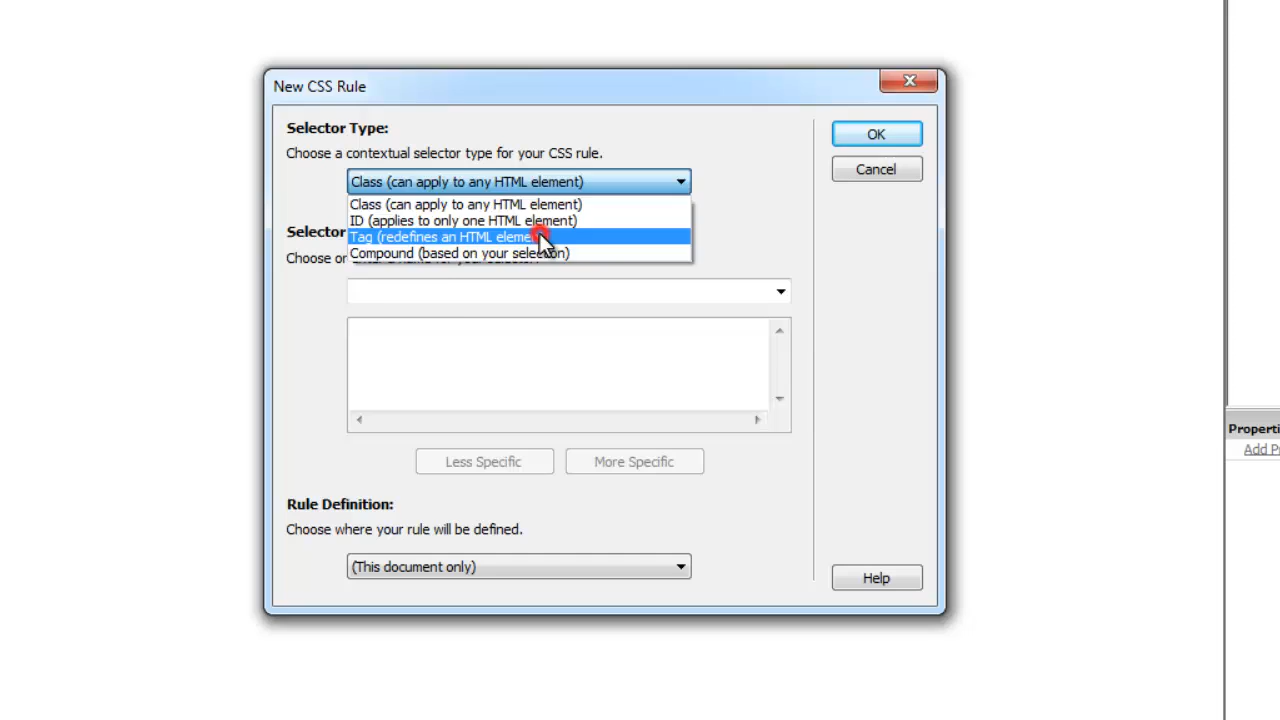 New CSS Rule
Selector Type:
OK
Choose a contextual selector type for your CSS rule.
Cancel
Class (can apply to any HTML element)
Class (can apply to any HTML element)
ID (applies to only one HTML element)
Selector
Tag (redefines an HTML eleme
Compound (based on your selection)
Choose or
Less Specific
More Specific
Rule Definition:
Choose where your rule will be defined.
(This document only)
Help
Properti
Add P